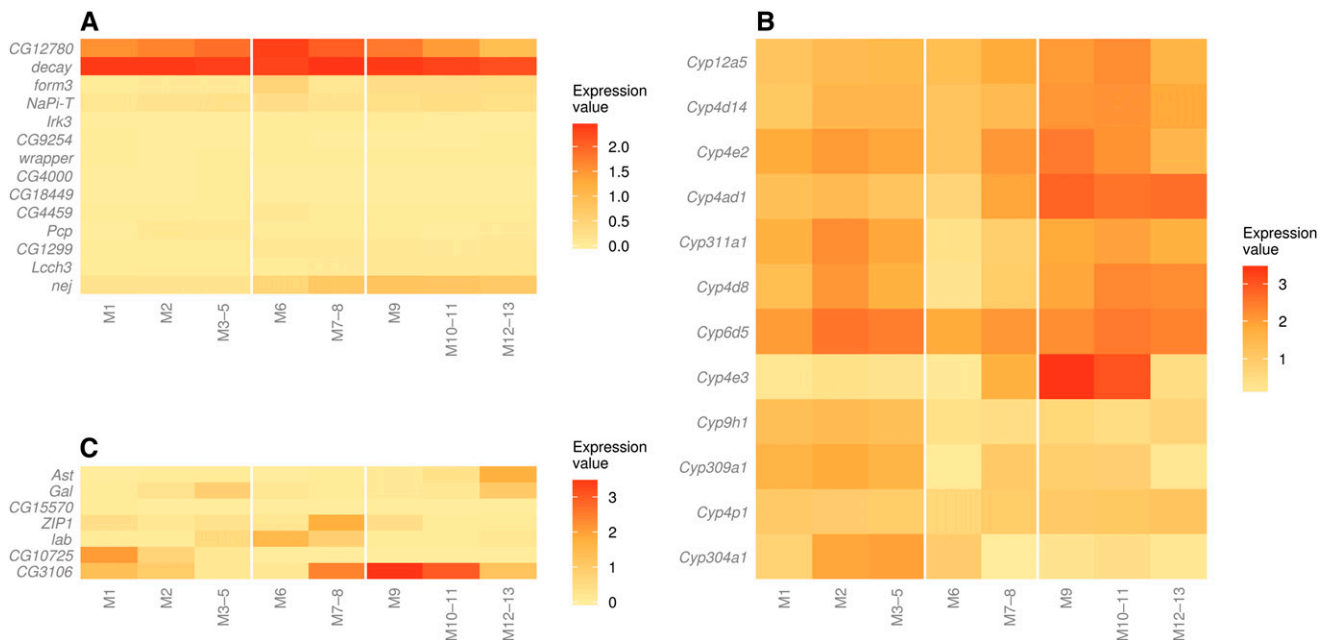 A
CG12780
decay
form3
NaPi-T
Irk3
CG9254
wrapper
CG4000
CG18449
CG4459
Pcp
CG1299
Lcch3
nej
M1
M2
M3–5
M6
M7–8
M9
M10–11
M12–13
Expression
value
2.0
1.5
1.0
0.5
0.0
B
Cyp12a5
Cyp4d14
Cyp4e2
Cyp4ad1
Cyp311a1
Cyp4d8
Cyp6d5
Cyp4e3
Cyp9h1
Cyp309a1
Cyp4p1
Cyp304a1
M1
M2
M3–5
M6
M7–8
M9
M10–11
M12–13
Expression
value
3
2
1
C
Ast
Gal
CG15570
ZIP1
lab
CG10725
CG3106
M1
M2
M3–5
M6
M7–8
M9
M10–11
M12–13
Expression
value
3
2
1
0